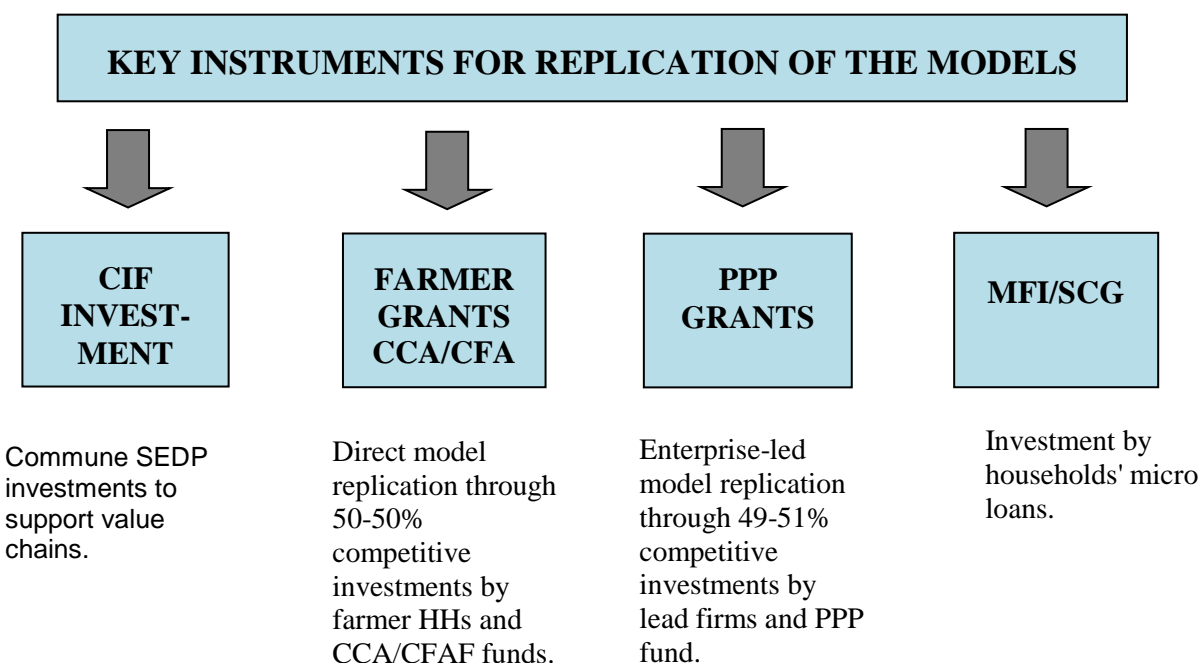 KEY INSTRUMENTS FOR REPLICATION OF THE MODELS
CIF
INVEST-
MENT
FARMER
GRANTS
CCA/CFA
PPP
GRANTS
MFI/SCG
Commune SEDP
investments to
support value
chains.
Direct model
replication through
50-50%
competitive
investments by
farmer HHs and
CCA/CFAF funds.
Enterprise-led
model replication
through 49-51%
competitive
investments by
lead firms and PPP
fund.
Investment by
households' micro
loans.